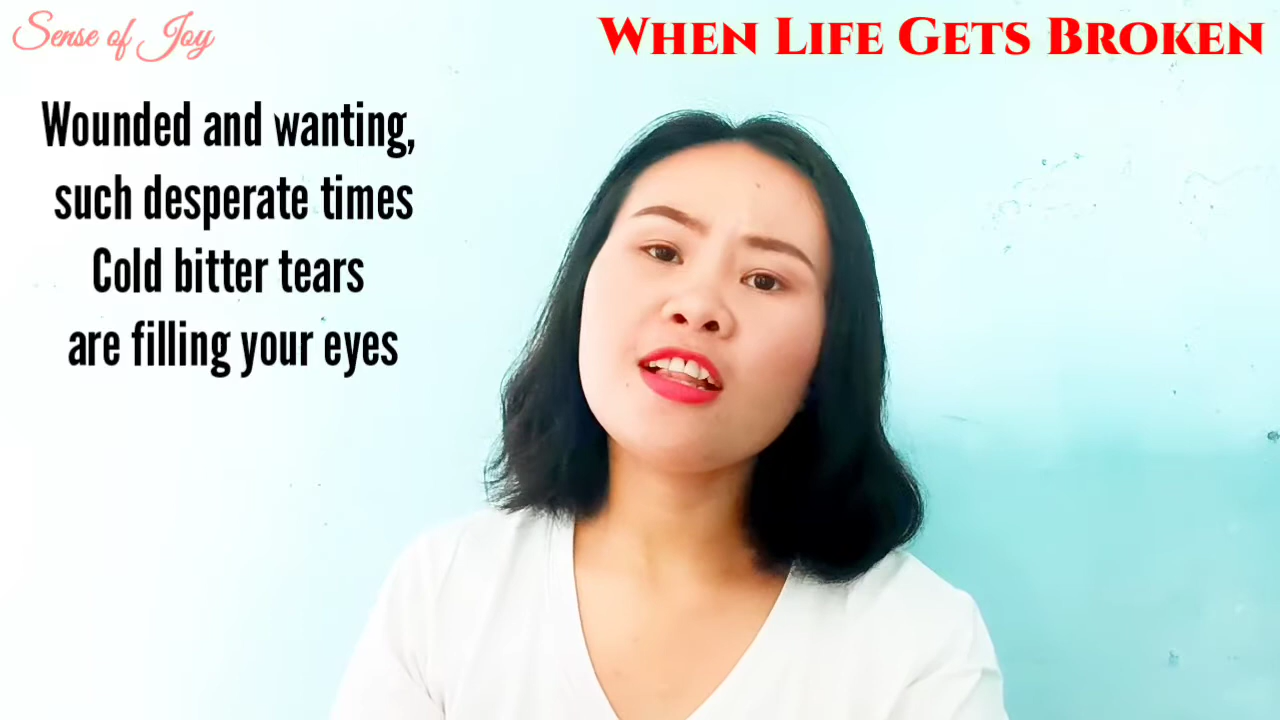 Sense of Joy
When Life Gets Broken
Wounded and wanting,
such desperate times
Cold bitter tears
are filling your eyes